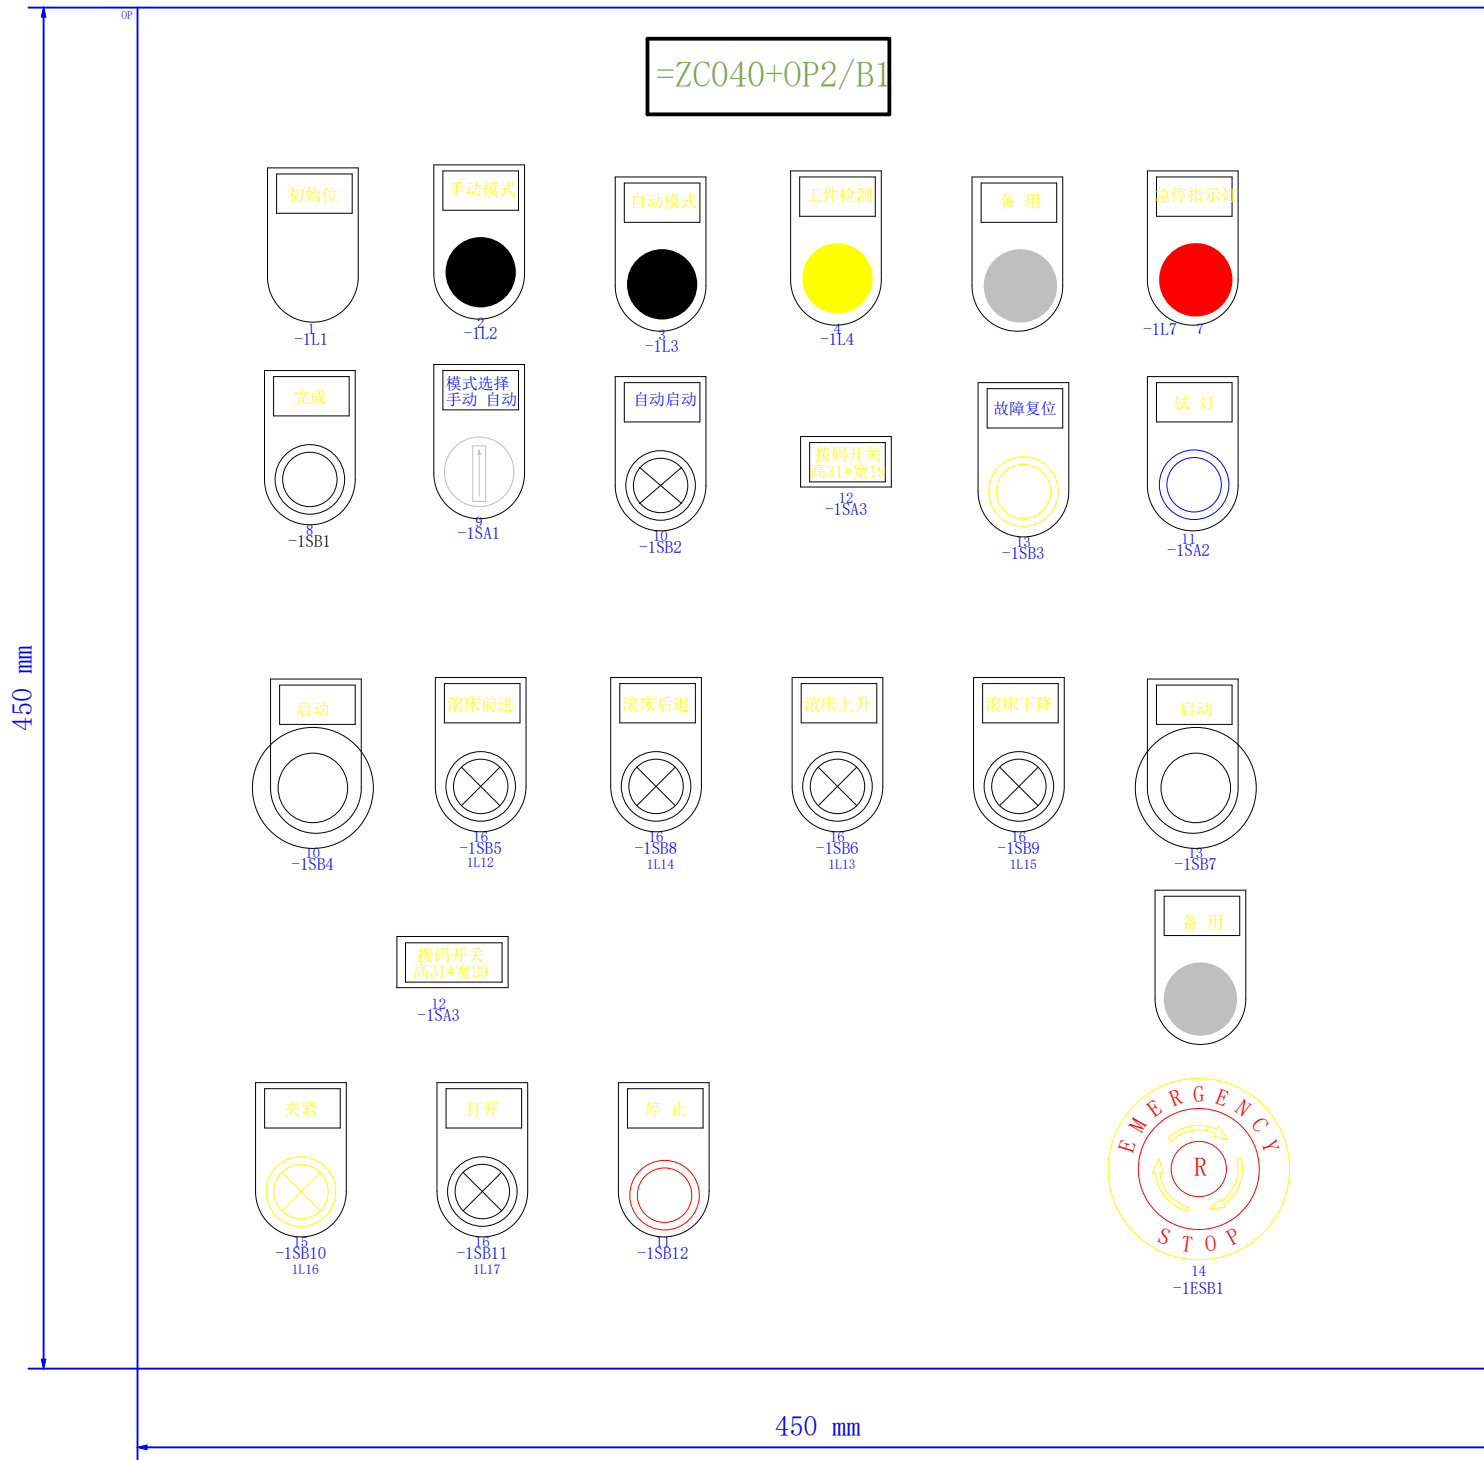 OP
=ZC040+OP2/B1
初始位
手动模式
自动模式
工件检测
备 用
急停指示灯
1
-1L1
2
-1L2
3
-1L3
4
-1L4
-1L7 7
完成
模式选择
手动 自动
自动启动
拨码开关
高31*宽19
故障复位
试 灯
8
-1SB1
9
-1SA1
10
-1SB2
12
-1SA3
13
-1SB3
11
-1SA2
450 mm
启动
滚床前进
滚床后退
滚床上升
滚床下降
启动
10
-1SB4
16
-1SB5
1L12
16
-1SB8
1L14
16
-1SB6
1L13
16
-1SB9
1L15
13
-1SB7
拨码开关
高31*宽29
12
-1SA3
备 用
夹紧
打开
停 止
EMERGENCY
R
STOP
15
-1SB10
1L16
16
-1SB11
1L17
11
-1SB12
14
-1ESB1
450 mm